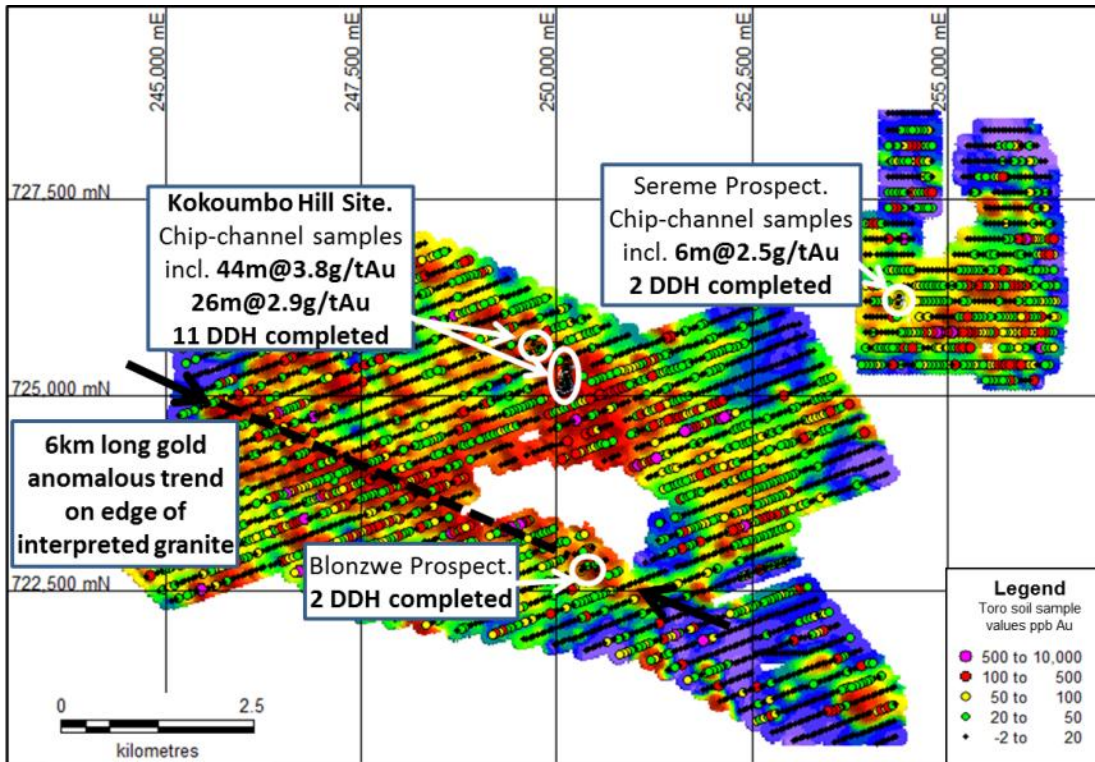 245,000 mE
247,500 mE
250,000 mE
252,500 mE
255,000 mE
727,500 mN
725,000 mN
722,500 mN
Kokoumbo Hill Site.
Chip-channel samples
incl. 44m@3.8g/tAu
26m@2.9g/tAu
11 DDH completed
Sereme Prospect.
Chip-channel samples
incl. 6m@2.5g/tAu
2 DDH completed
6km long gold
anomalous trend
on edge of
interpreted granite
Blonzwe Prospect.
2 DDH completed
0 2.5
kilometres
Legend
Toro soil sample
values ppb Au
500 to 10,000
100 to 500
50 to 100
20 to 50
-2 to 20